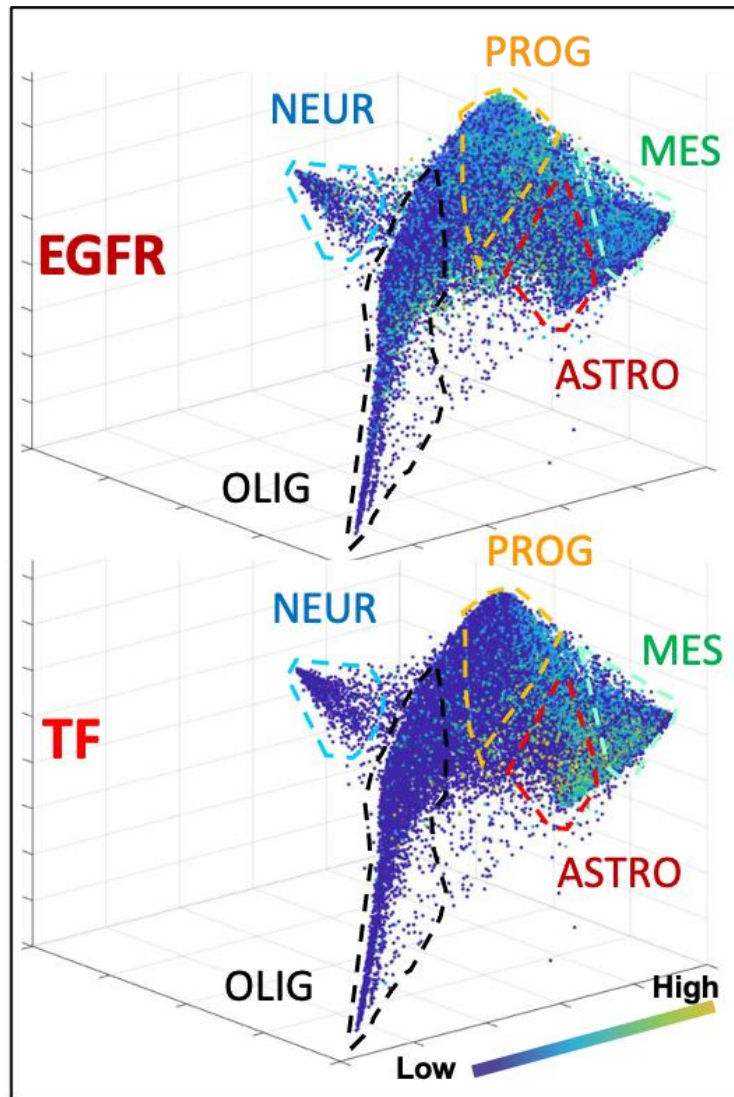 PROG
NEUR
MES
EGFR
ASTRO
OLIG
PROG
NEUR
MES
TF
ASTRO
OLIG
High
Low